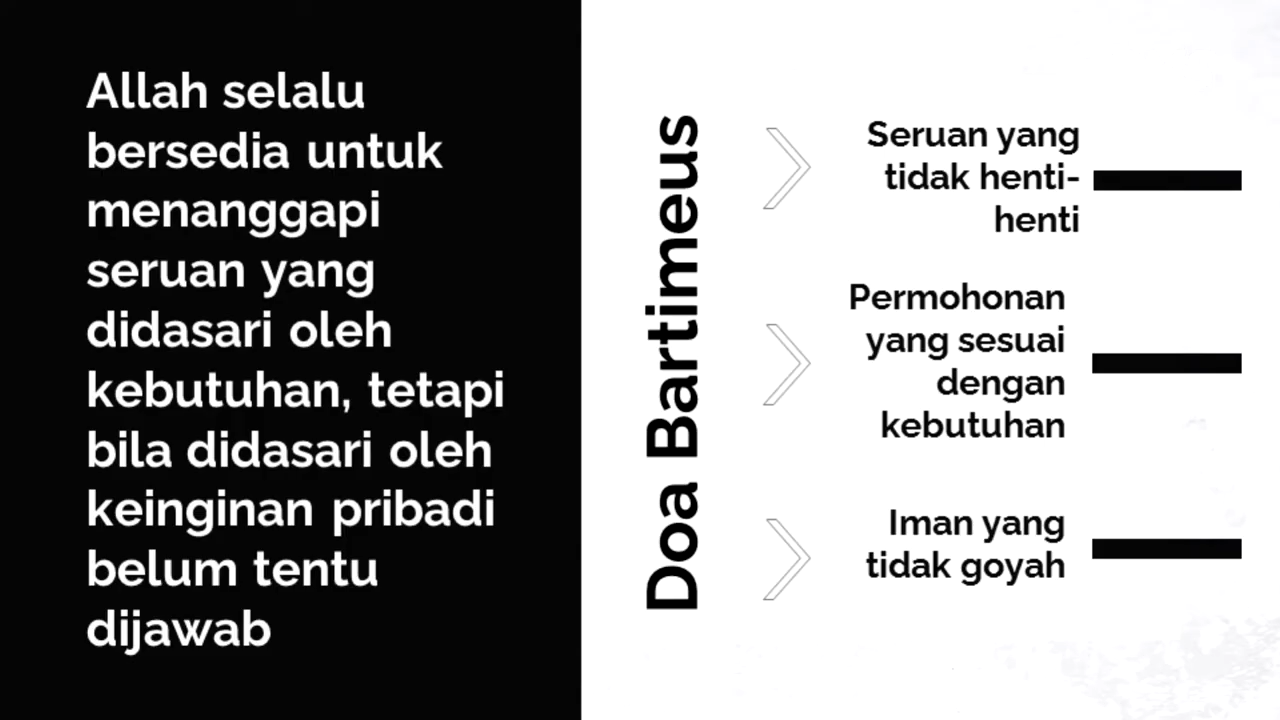 Allah selalu
bersedia untuk
menanggapi
seruan yang
didasari oleh
kebutuhan, tetapi
bila didasari oleh
keinginan pribadi
belum tentu
dijawab
Doa Bartimeus
Seruan yang
tidak henti-
henti
Permohonan
yang sesuai
dengan
kebutuhan
Iman yang
tidak goyah